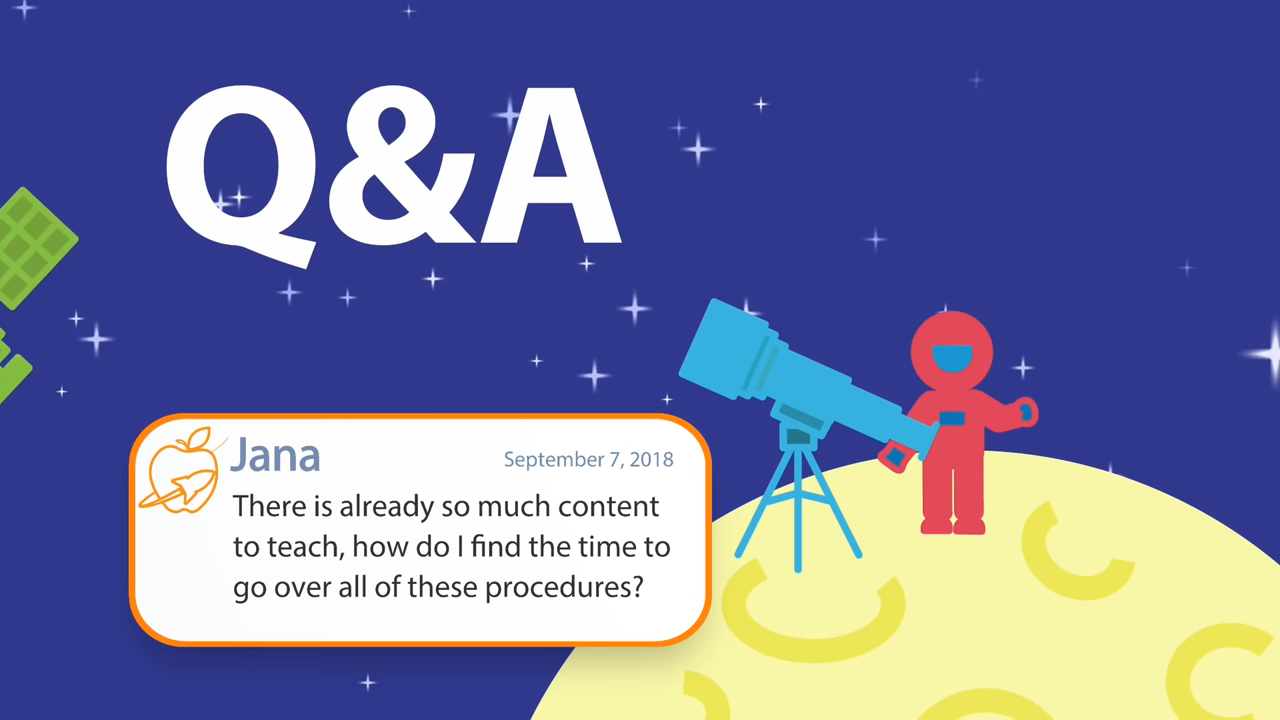 Q&A
Jana
September 7, 2018
There is already so much content
to teach, how do I find the time to
go over all of these procedures?